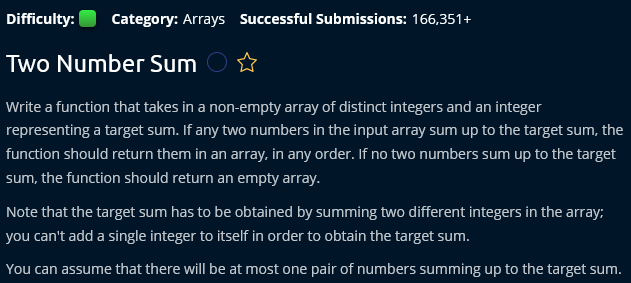 Difficulty: Category: Arrays Successful Submissions: 166,351+
Two Number Sum
Write a function that takes in a non-empty array of distinct integers and an integer
representing a target sum. If any two numbers in the input array sum up to the target sum, the
function should return them in an array, in any order. If no two numbers sum up to the target
sum, the function should return an empty array.
Note that the target sum has to be obtained by summing two different integers in the array;
you can't add a single integer to itself in order to obtain the target sum.
You can assume that there will be at most one pair of numbers summing up to the target sum.